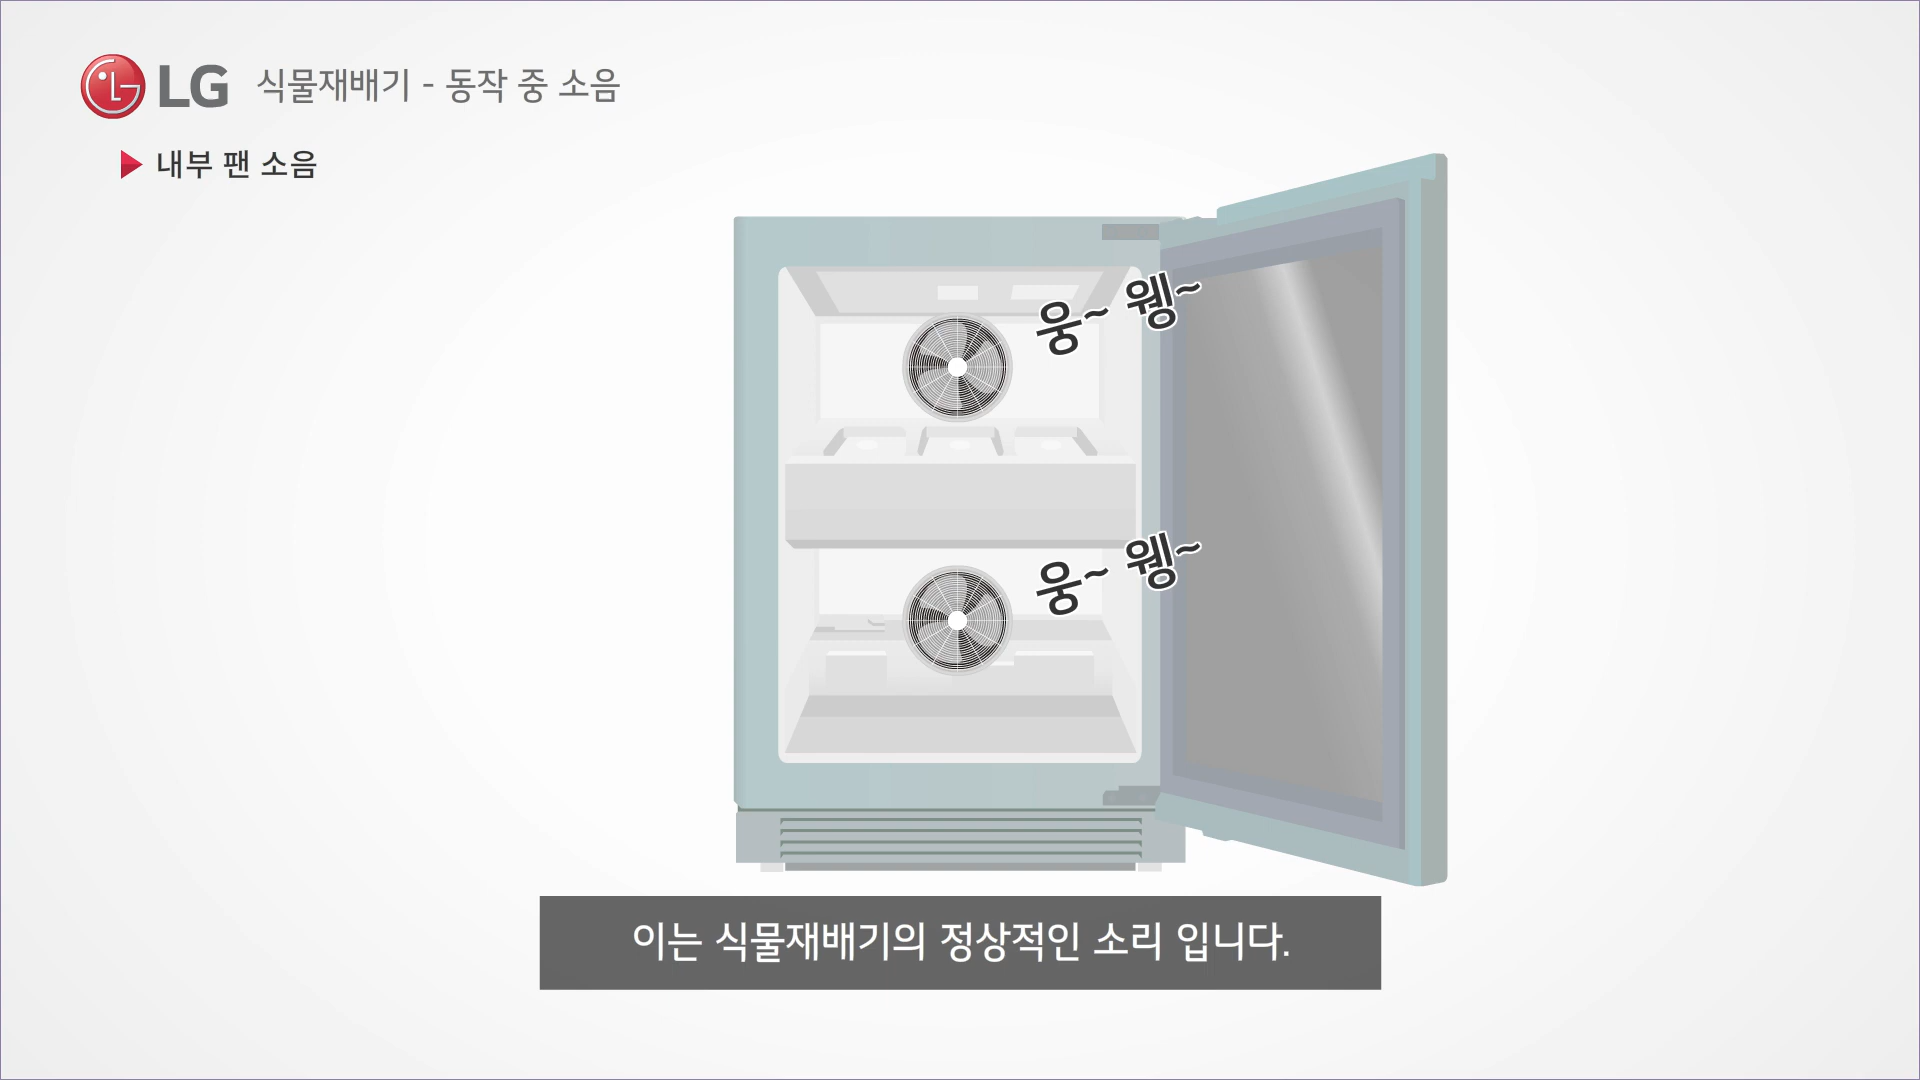 LG 식물재배기 - 동작 중 소음
내부 팬 소음
웅~ 웽~
웅~ 웽~
이는 식물재배기의 정상적인 소리 입니다.